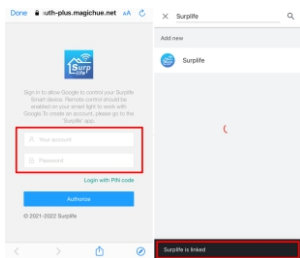 Done uth-plus.magichue.net AA
Surp
life
Sign in to allow Google to control your Surplife
Smart device. Remote control should be
enabled on your smart light to work with
Google.To create an account, please go to the
'Surplife' app.
Your account
Password
Login with PIN code
Authorize
© 2021-2022 Surplife
Surplife
Add new
Surplife
Surplife is linked